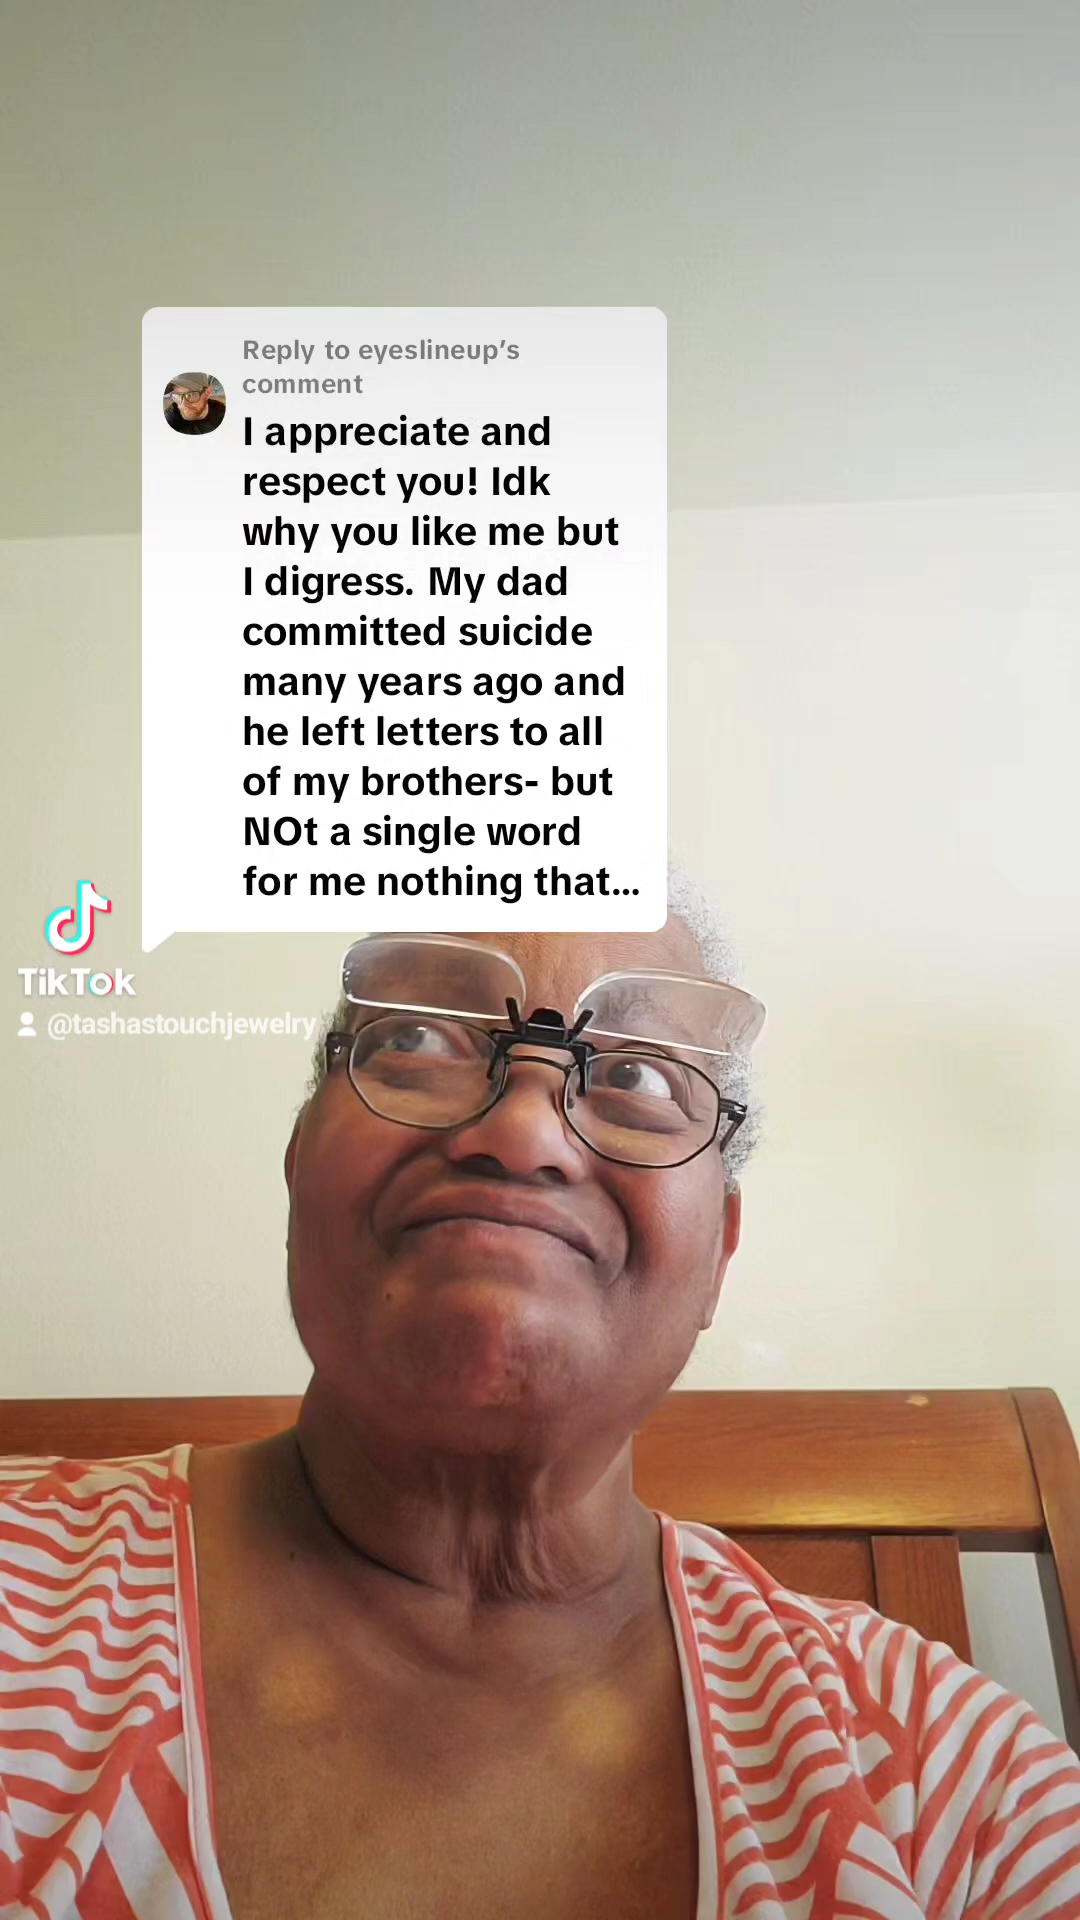 Reply to eyeslineup's
comment
I appreciate and
respect you! Idk
why you like me but
I digress. My dad
committed suicide
many years ago and
he left letters to all
of my brothers- but
NOt a single word
for me nothing that...
TikTok
@tashastouchjewelry